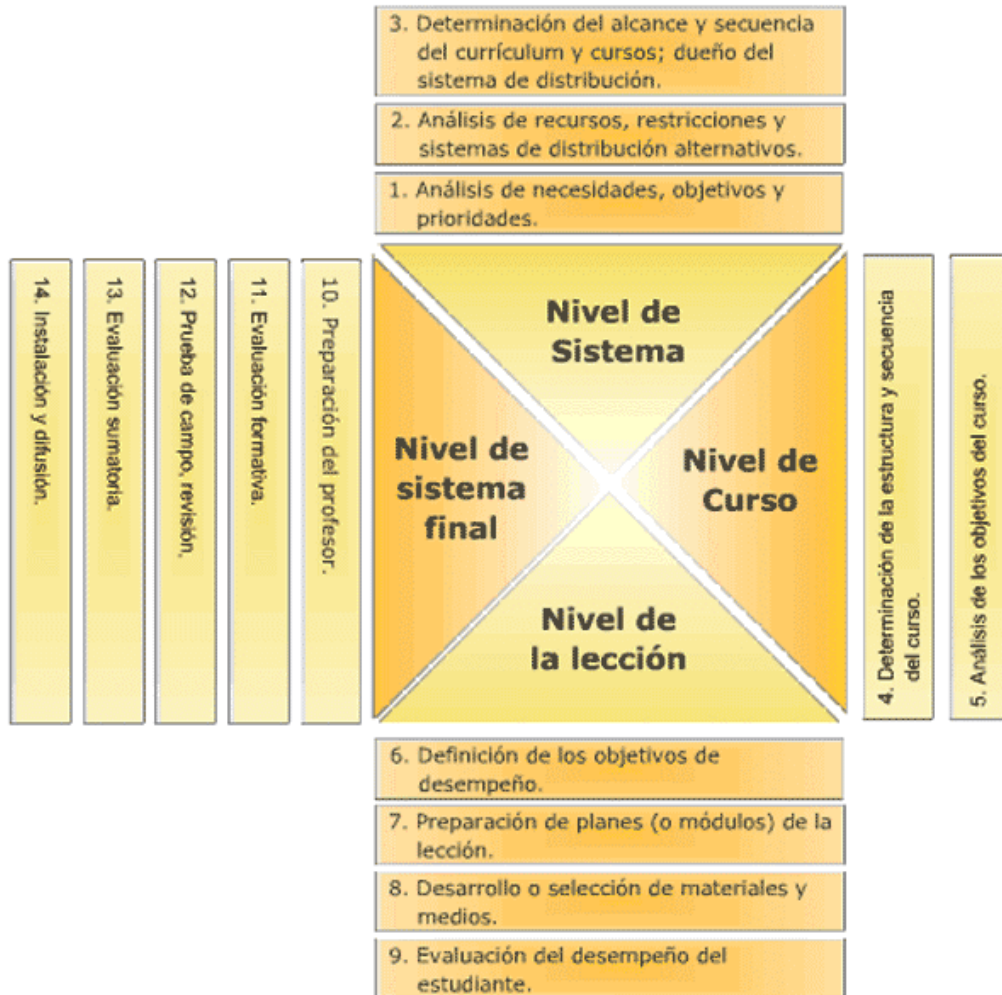 3. Determinación del alcance y secuencia
del currículum y cursos; dueño del
sistema de distribución.
2. Análisis de recursos, restricciones y
sistemas de distribución alternativos.
1. Análisis de necesidades, objetivos y
prioridades.
14. Instalación y difusión.
13. Evaluación sumatoria.
12. Prueba de campo, revisión.
11. Evaluación formativa.
10. Preparación del profesor.
Nivel de
Sistema
Nivel de
sistema
final
Nivel de
Curso
Nivel de
la lección
4. Determinación de la estructura y secuencia
del curso.
5. Análisis de los objetivos del curso.
6. Definición de los objetivos de
desempeño.
7. Preparación de planes (o módulos) de la
lección.
8. Desarrollo o selección de materiales y
medios.
9. Evaluación del desempeño del
estudiante.